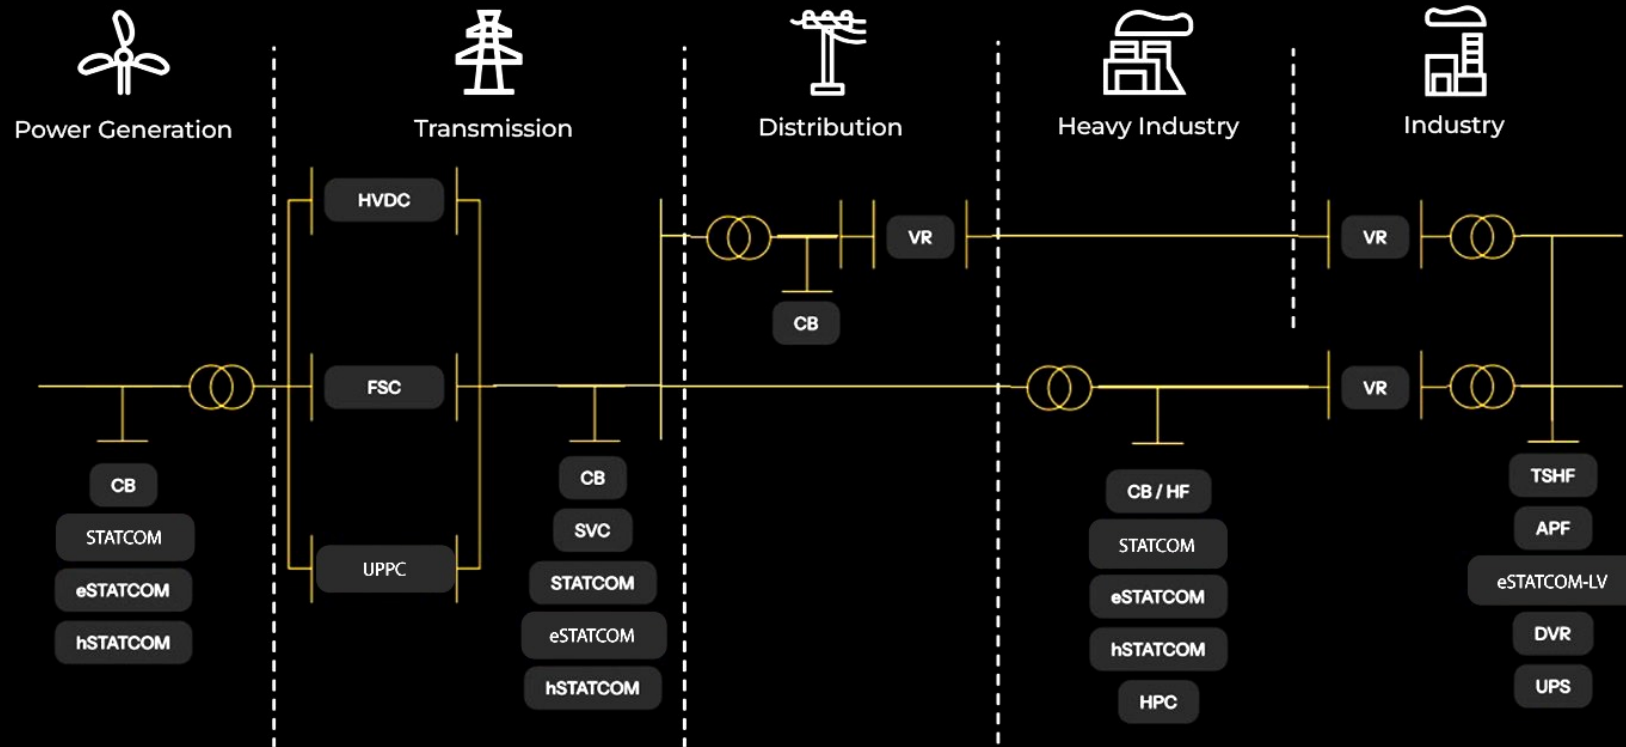 Power Generation
Transmission
Distribution
Heavy Industry
Industry
HVDC
VR
VR
CB
FSC
VR
CB
STATCOM
eSTATCOM
hSTATCOM
UPPC
CB
SVC
STATCOM
eSTATCOM
hSTATCOM
CB / HF
STATCOM
eSTATCOM
hSTATCOM
HPC
TSHF
APF
eSTATCOM-LV
DVR
UPS